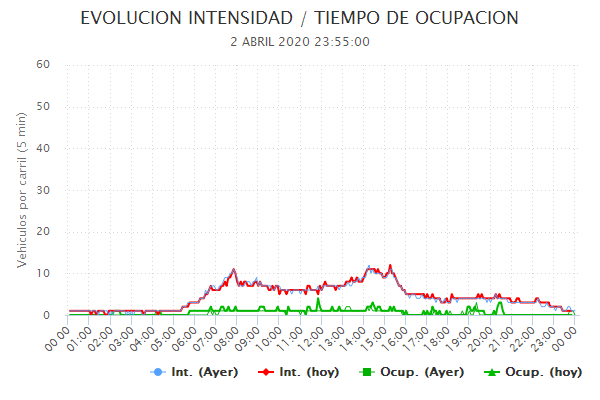 EVOLUCION INTENSIDAD / TIEMPO DE OCUPACION
2 ABRIL 2020 23:55:00
Vehiculos por carril (5 min)
60
50
40
30
20
10
0
00:00 01:00 02:00 03:00 04:00 05:00 06:00 07:00 08:00 09:00 10:00 11:00 12:00 13:00 14:00 15:00 16:00 17:00 18:00 19:00 20:00 21:00 22:00 23:00 00:00
Int. (Ayer) Int. (hoy) Ocup. (Ayer) Ocup. (hoy)